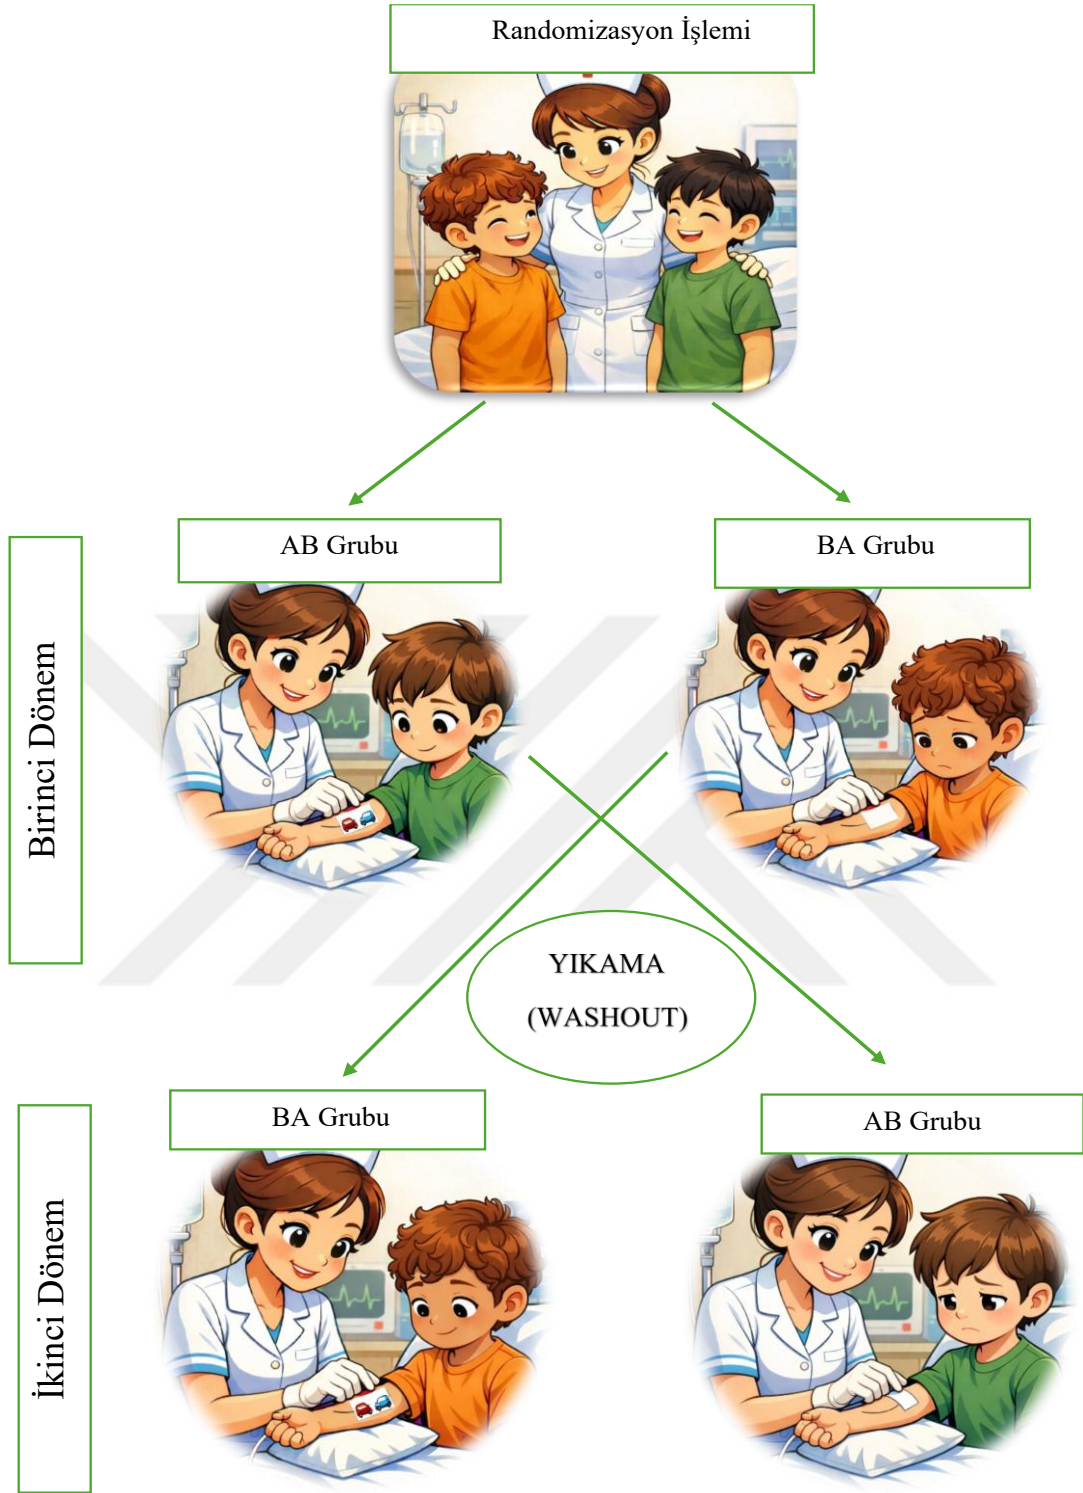 Randomizasyon İşlemi
AB Grubu
BA Grubu
Birinci Dönem
YIKAMA
(WASHOUT)
BA Grubu
AB Grubu
İkinci Dönem